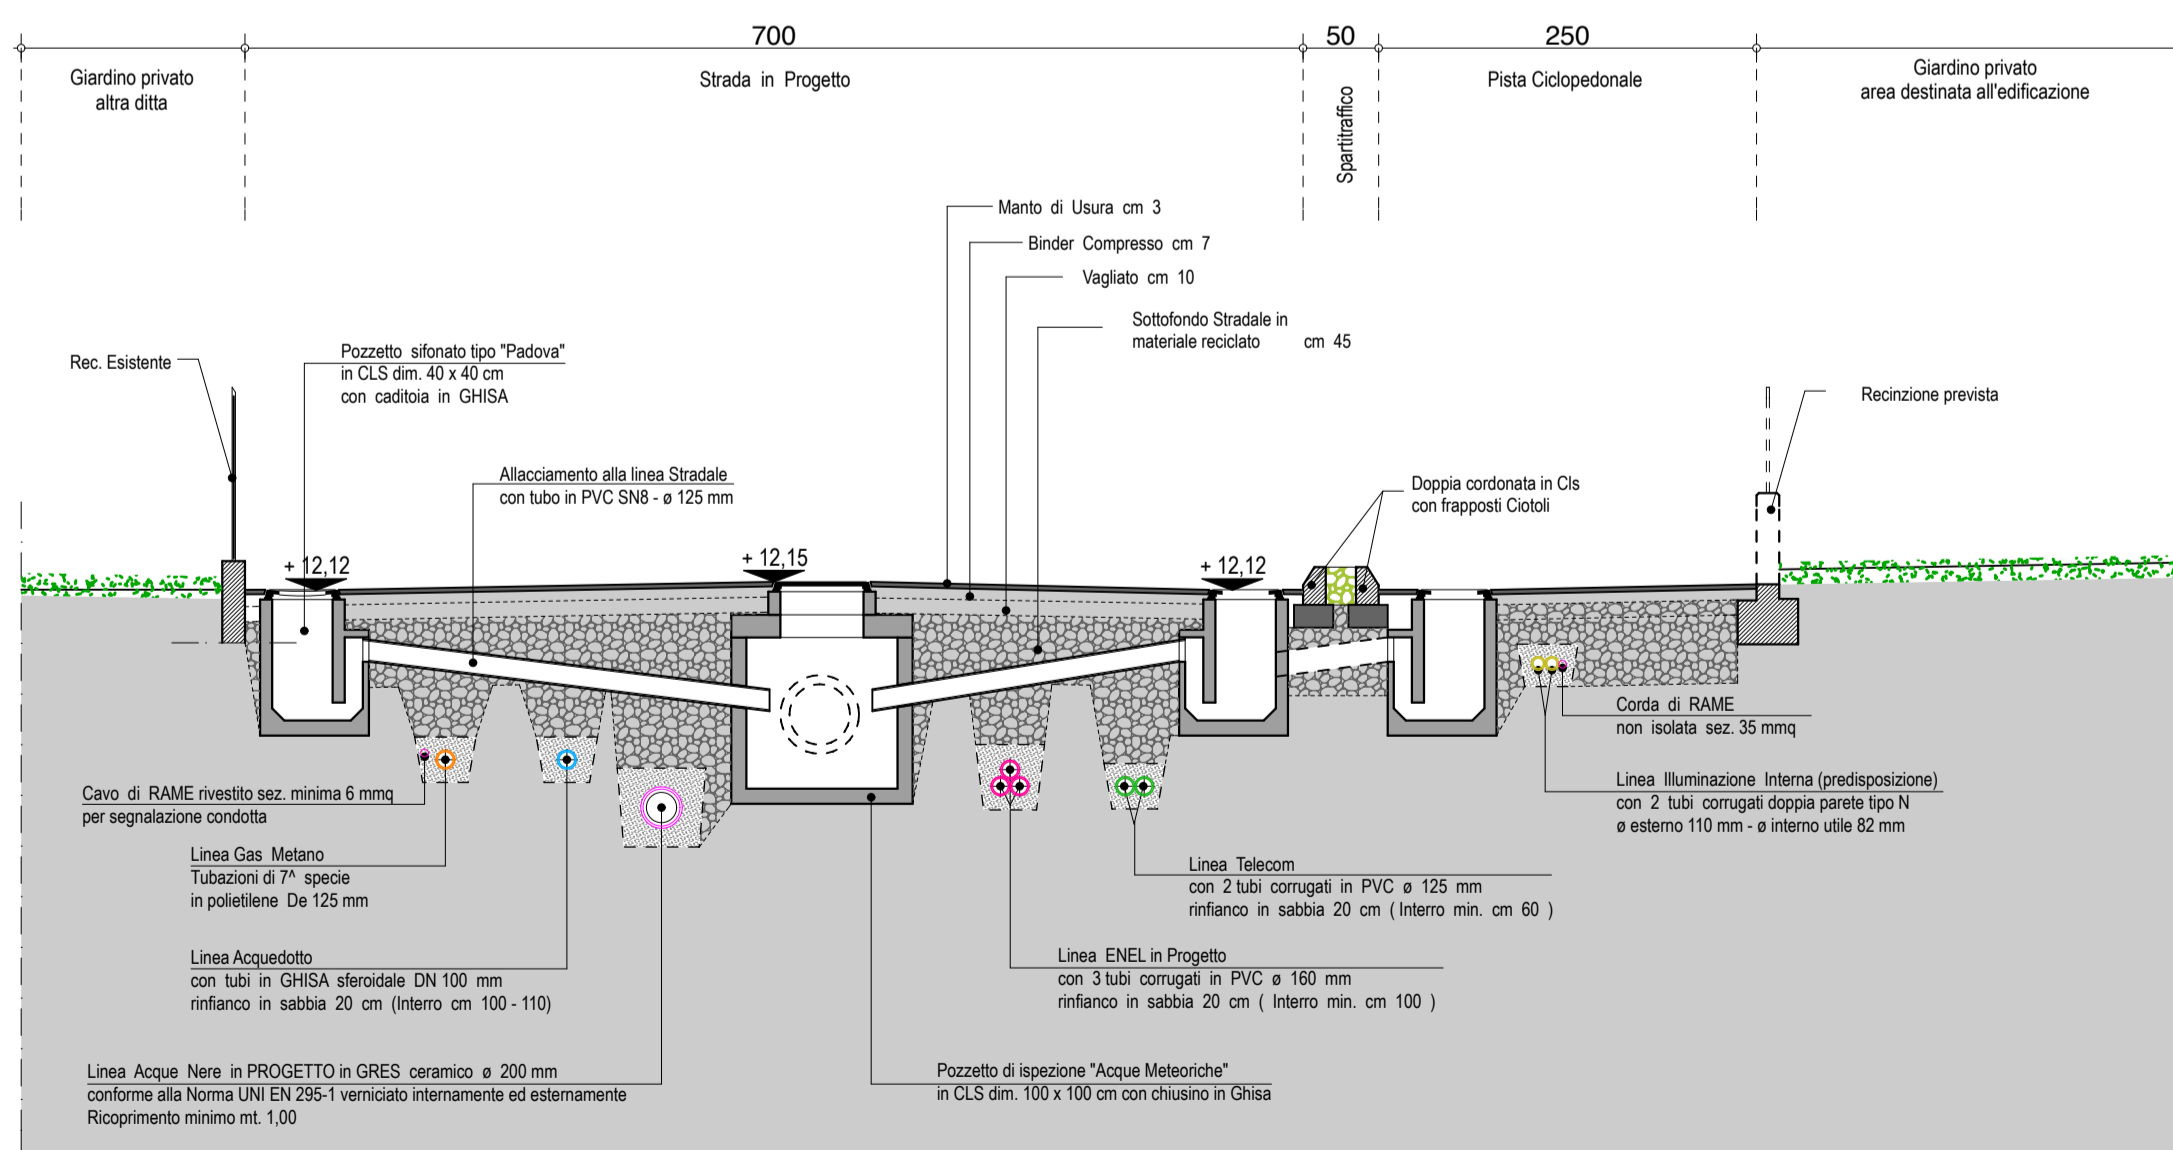 700
50
250
Giardino privato
altra ditta
Strada in Progetto
Spartitraffico
Pista Ciclopedonale
Giardino privato
area destinata all'edificazione
Manto di Usura cm 3
Binder Compresso cm 7
Vagliato cm 10
Sottofondo Stradale in
materiale reciclato cm 45
Rec. Esistente
Pozzetto sifonato tipo "Padova"
in CLS dim. 40 x 40 cm
con caditoia in GHISA
Recinzione prevista
Allacciamento alla linea Stradale
con tubo in PVC SN8 - ø 125 mm
Doppia cordonata in Cls
con frapposti Ciotoli
+ 12,12
+ 12,15
+ 12,12
Corda di RAME
non isolata sez. 35 mmq
Cavo di RAME rivestito sez. minima 6 mmq
per segnalazione condotta
Linea Illuminazione Interna (predisposizione)
con 2 tubi corrugati doppia parete tipo N
ø esterno 110 mm - ø interno utile 82 mm
Linea Gas Metano
Tubazioni di 7^ specie
in polietilene De 125 mm
Linea Telecom
con 2 tubi corrugati in PVC ø 125 mm
rinfianco in sabbia 20 cm ( Interro min. cm 60 )
Linea Acquedotto
con tubi in GHISA sferoidale DN 100 mm
rinfianco in sabbia 20 cm (Interro cm 100 - 110)
Linea ENEL in Progetto
con 3 tubi corrugati in PVC ø 160 mm
rinfianco in sabbia 20 cm ( Interro min. cm 100 )
Linea Acque Nere in PROGETTO in GRES ceramico ø 200 mm
conforme alla Norma UNI EN 295-1 verniciato internamente ed esternamente
Ricoprimento minimo mt. 1,00
Pozzetto di ispezione "Acque Meteoriche"
in CLS dim. 100 x 100 cm con chiusino in Ghisa